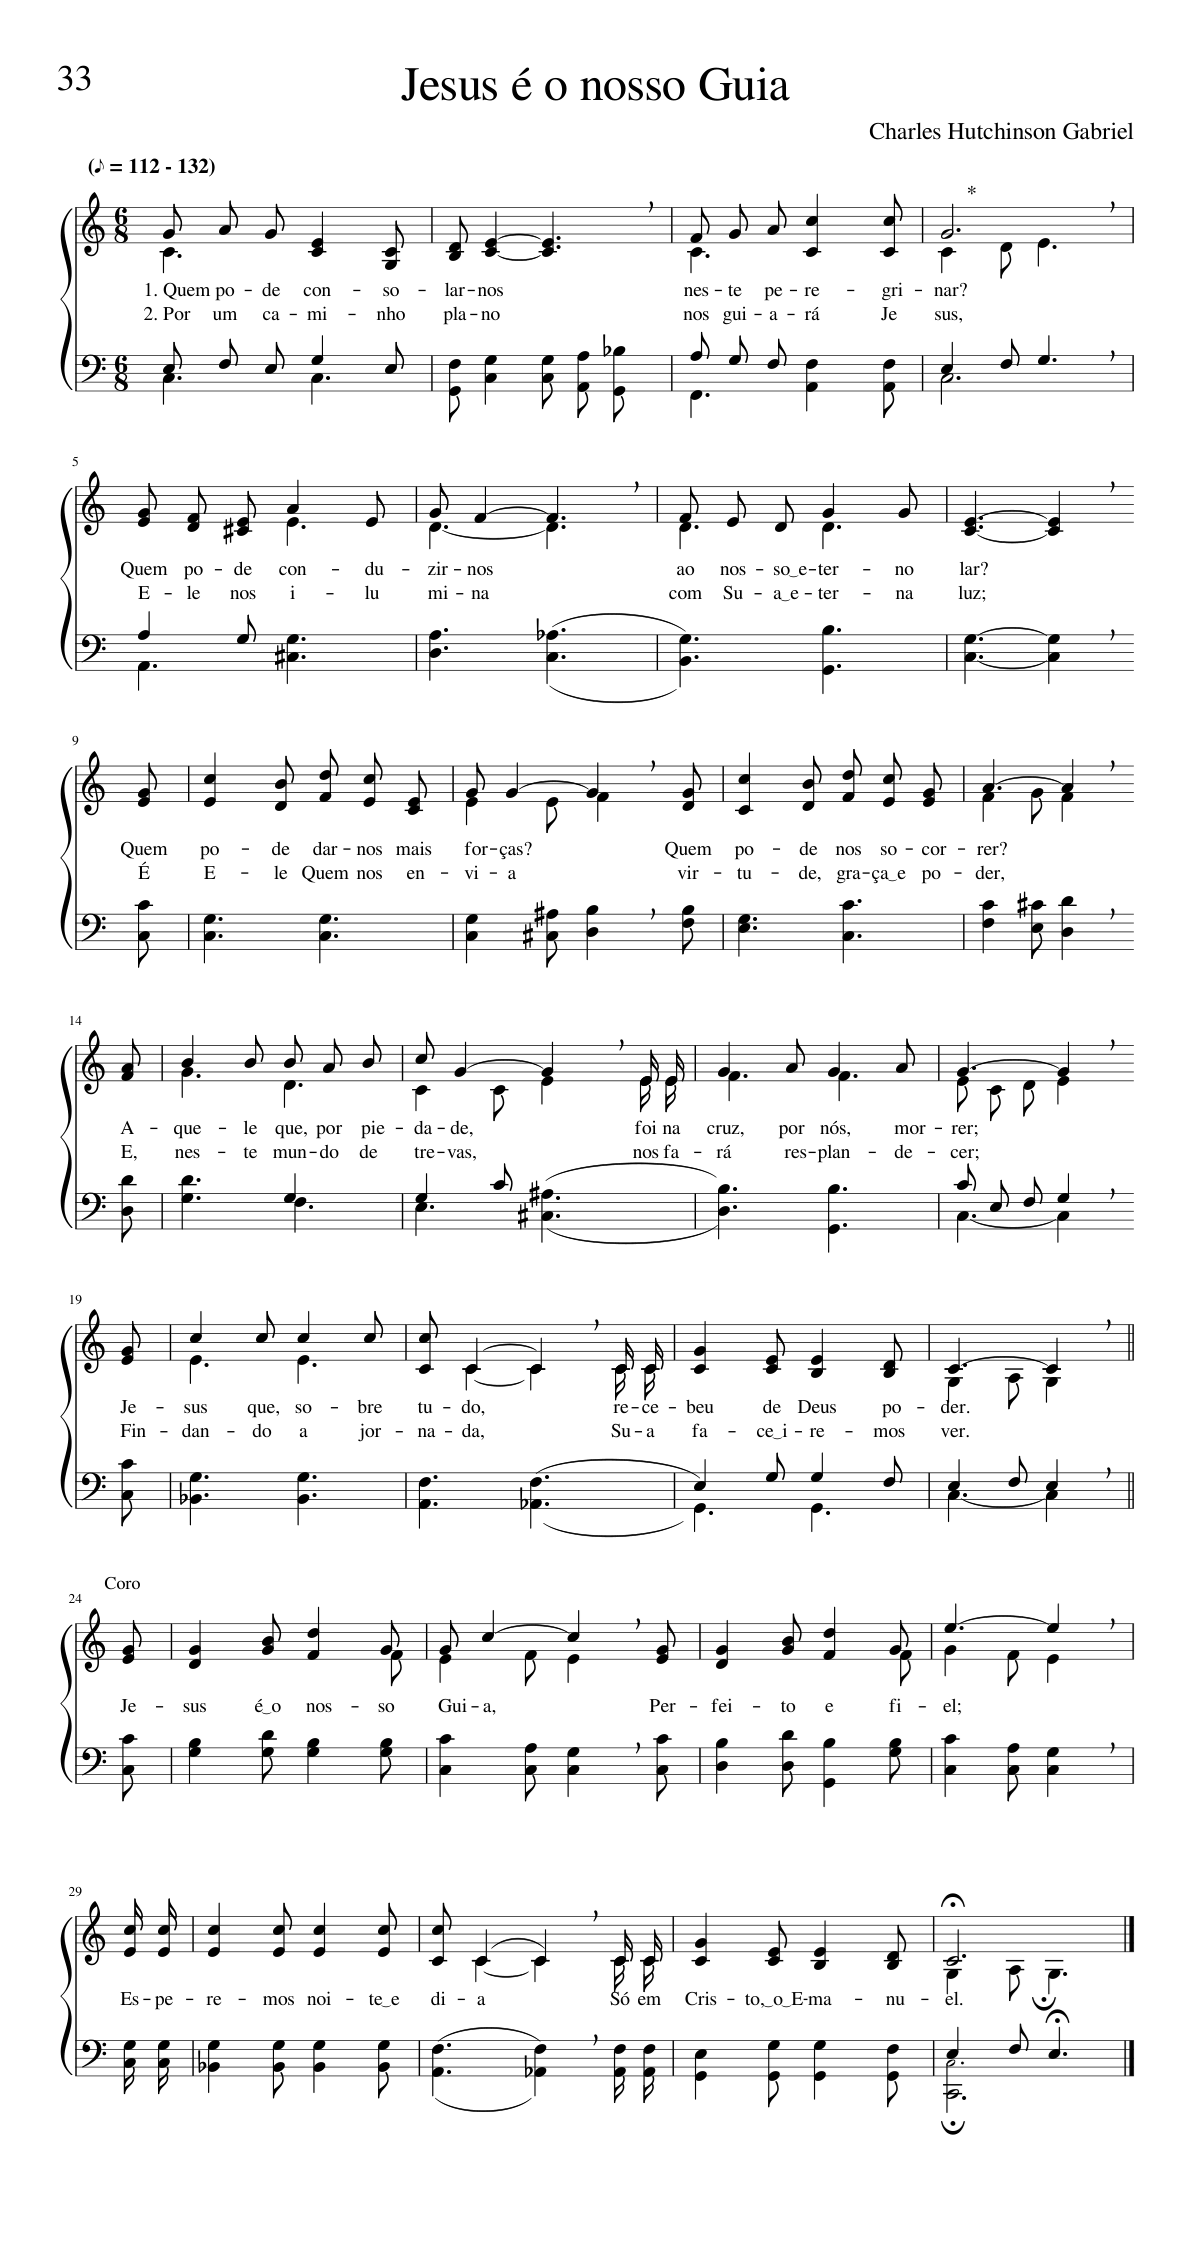 33
Jesus é o nosso Guia
Charles Hutchinson Gabriel
(♪ = 112 - 132)
*
1. Quem po – de con – so – lar – nos nes – te pe – re – gri – nar?
2. Por um ca – mi – nho pla – no nos gui – a – rá Je sus,
5
Quem po – de con – du – zir – nos ao nos – so‿e – ter – no lar?
E – le nos i – lu mi – na com Su – a‿e – ter – na luz;
9
Quem po – de dar – nos mais for – ças? Quem po – de nos so – cor – rer?
É E – le Quem nos en – vi – a vir – tu – de, gra – ça‿e po – der,
14
A – que – le que, por pie – da – de, foi na cruz, por nós, mor – rer;
E, nes – te mun – do de tre – vas, nos fa – rá res – plan – de – cer;
19
Je – sus que, so – bre tu – do, re – ce – beu de Deus po – der.
Fin – dan – do a jor – na – da, Su – a fa – ce‿i – re – mos ver.
Coro
24
Je – sus é‿o nos – so Gui – a, Per – fei – to e fi – el;
29
Es – pe – re – mos noi – te‿e di – a Só em Cris – to,‿o‿E – ma – nu – el.